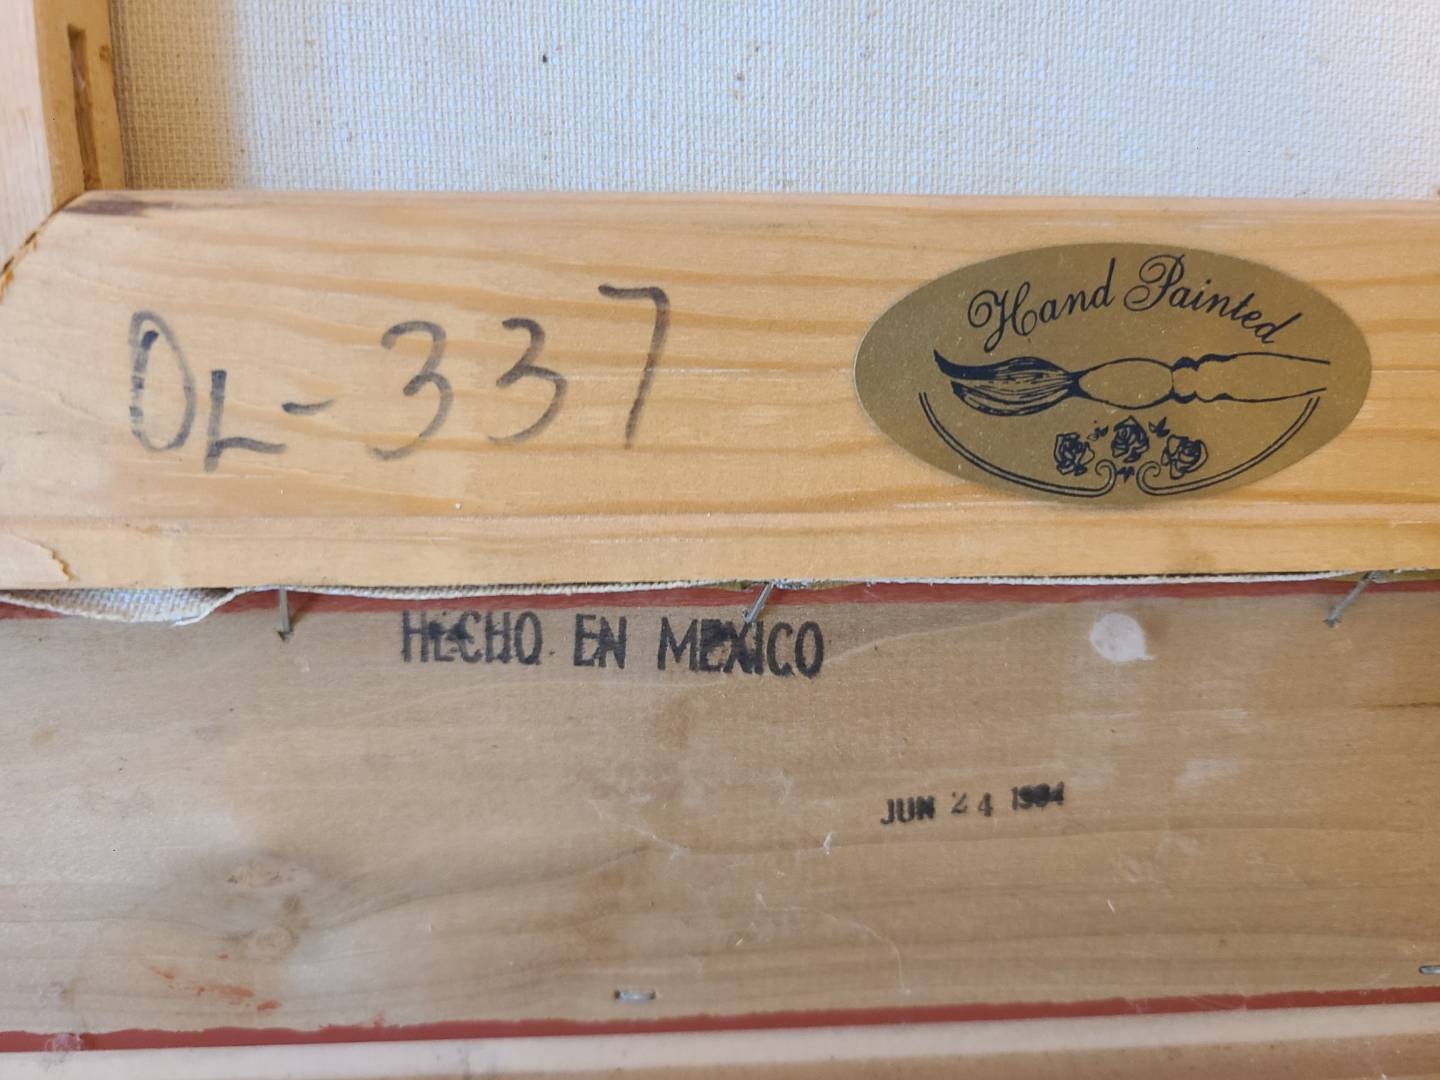 OL-337
Hand Painted
HECHO EN MEXICO
JUN 24 1984